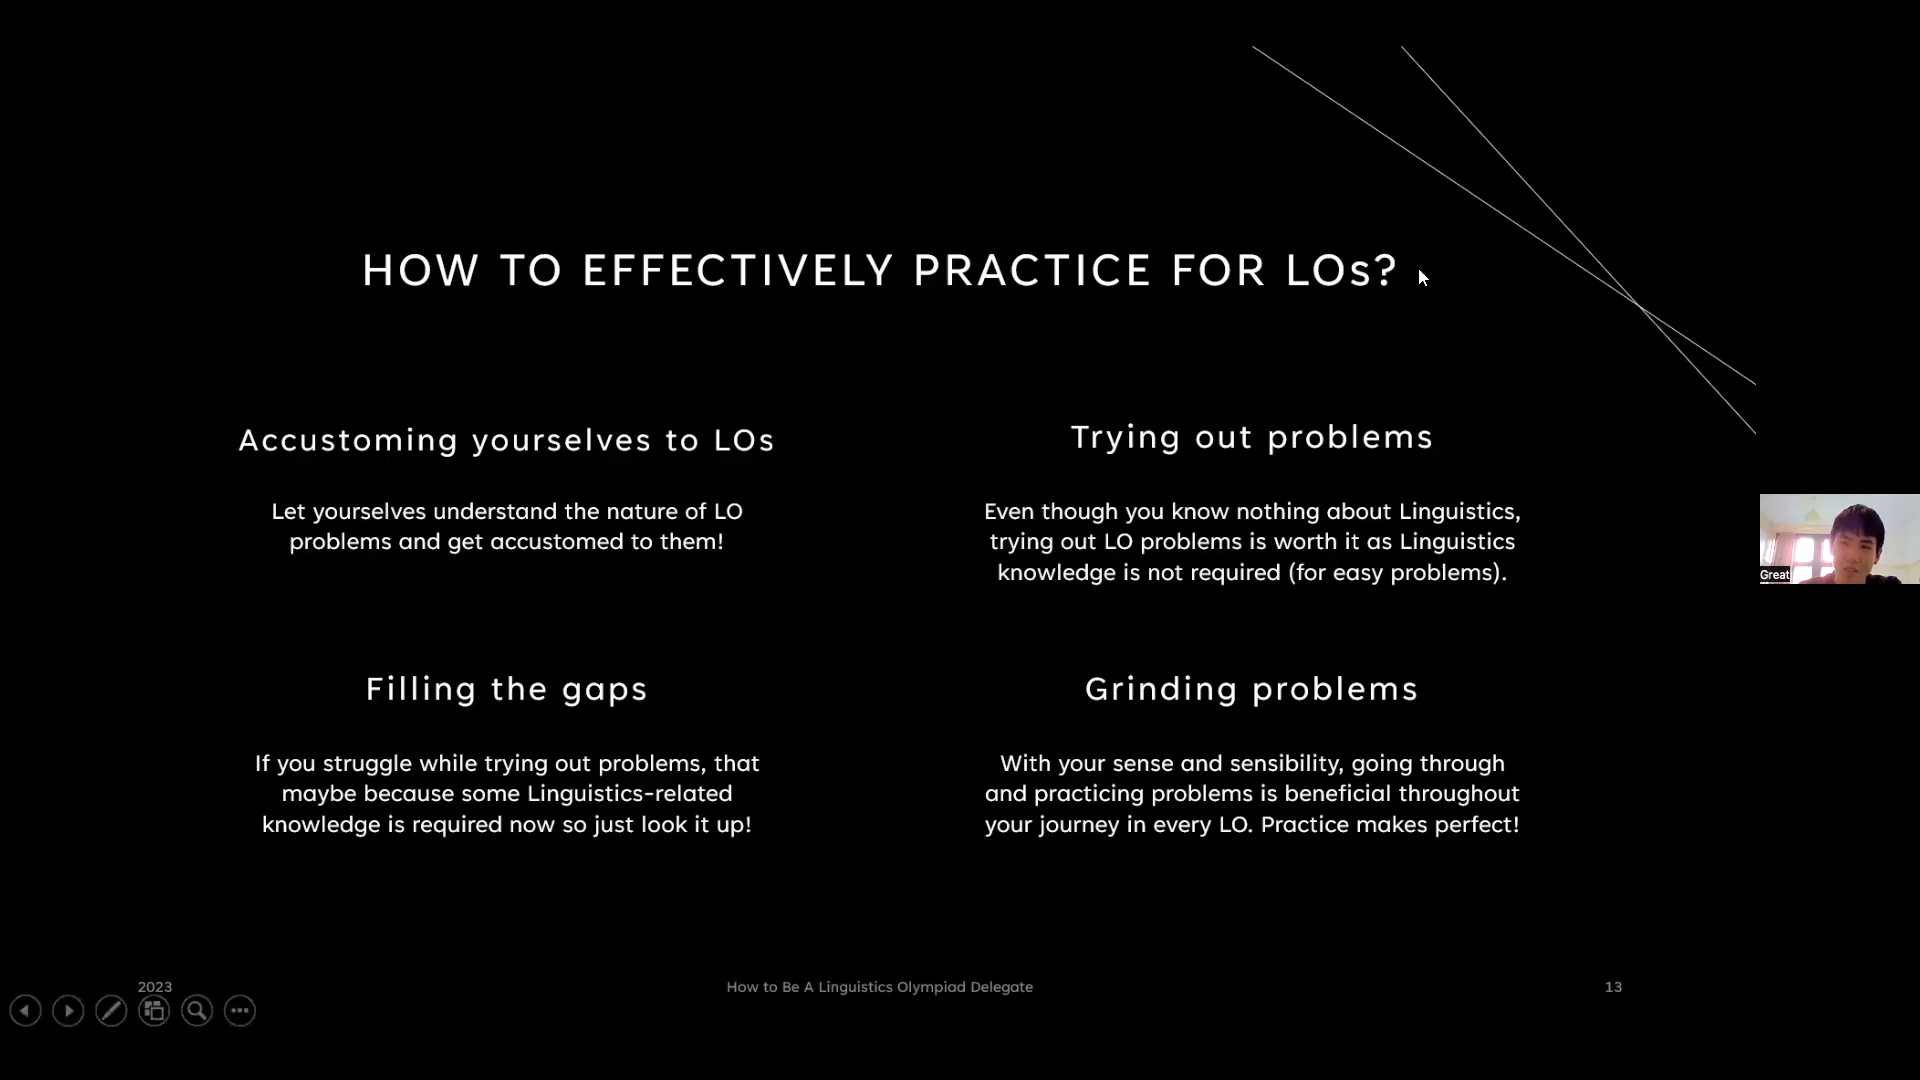 HOW TO EFFECTIVELY PRACTICE FOR LOs?
Accustoming yourselves to LOs
Let yourselves understand the nature of LO
problems and get accustomed to them!
Trying out problems
Even though you know nothing about Linguistics,
trying out LO problems is worth it as Linguistics
knowledge is not required (for easy problems).
Great
Filling the gaps
If you struggle while trying out problems, that
maybe because some Linguistics-related
knowledge is required now so just look it up!
Grinding problems
With your sense and sensibility, going through
and practicing problems is beneficial throughout
your journey in every LO. Practice makes perfect!
2023
How to Be A Linguistics Olympiad Delegate
13